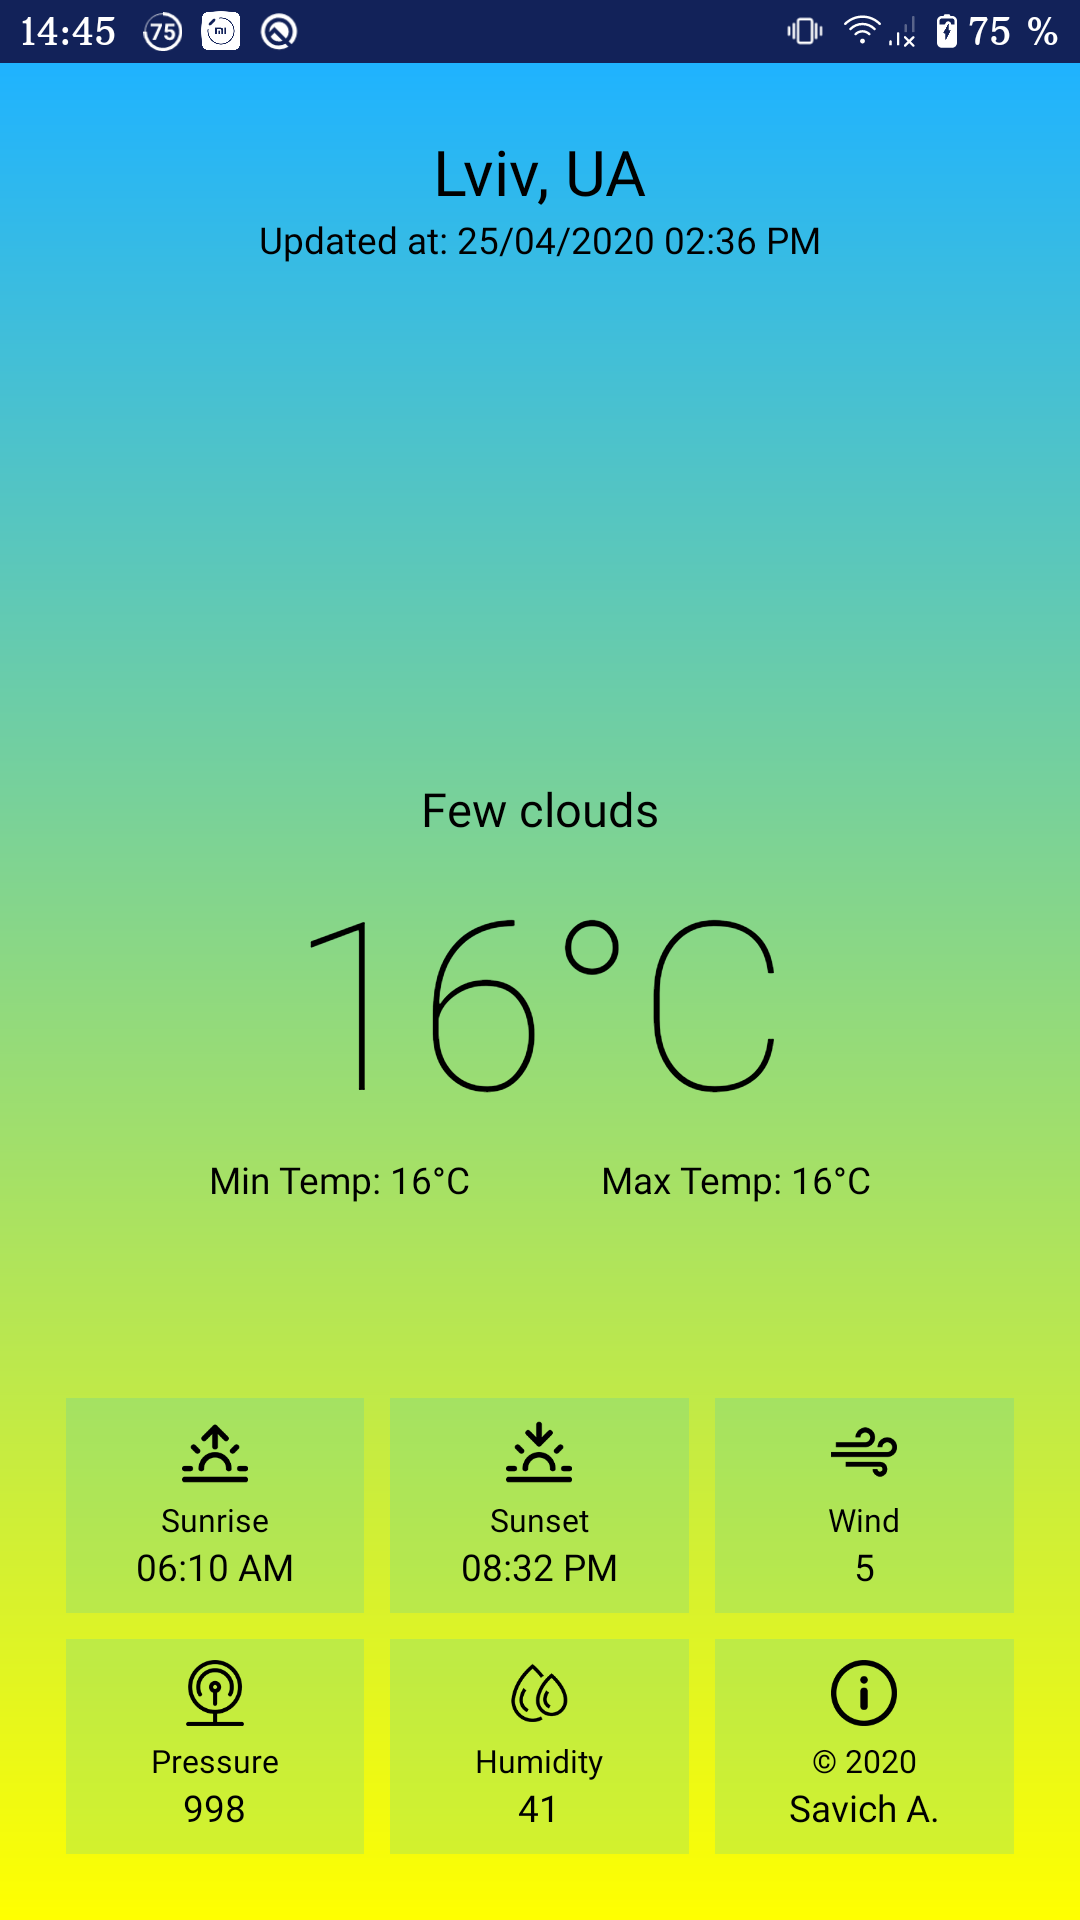 14:45 75 mi 75 %
Lviv, UA
Updated at: 25/04/2020 02:36 PM
Few clouds
16°C
Min Temp: 16°C Max Temp: 16°C
Sunrise Sunset Wind
06:10 AM 08:32 PM 5
Pressure Humidity © 2020
998 41 Savich A.